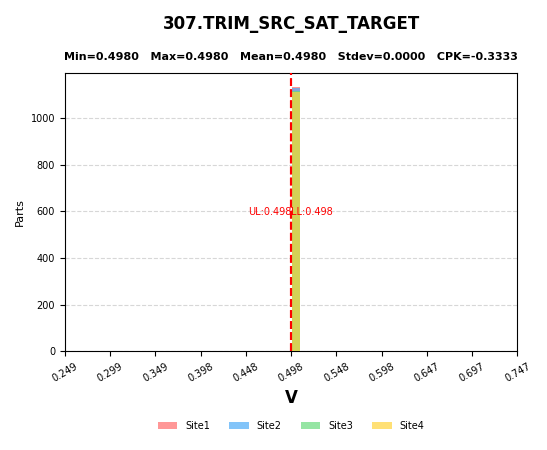 307.TRIM_SRC_SAT_TARGET
Min=0.4980 Max=0.4980 Mean=0.4980 Stdev=0.0000 CPK=-0.3333
Parts
1000
800
600
400
200
0
UL:0.498 LL:0.498
0.249 0.299 0.349 0.398 0.448 0.498 0.548 0.598 0.647 0.697 0.747
V
Site1 Site2 Site3 Site4